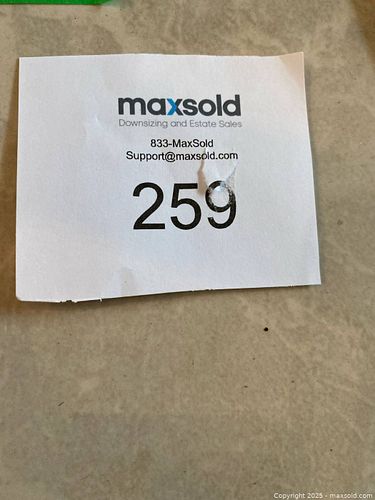 maxsold
Downsizing and Estate Sales
833-MaxSold
Support@maxsold.com
259
Copyright 2025 - maxsold.com